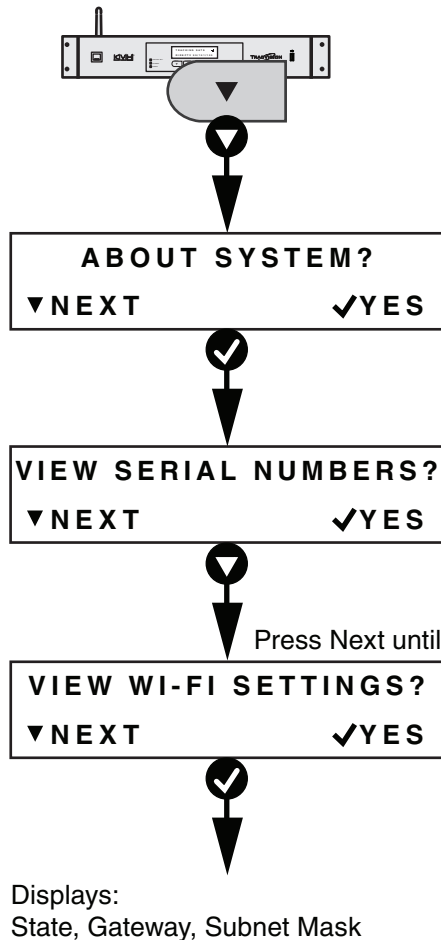 KVH
ABOUT SYSTEM?
▼NEXT ✓YES
VIEW SERIAL NUMBERS?
▼NEXT ✓YES
Press Next until
VIEW WI-FI SETTINGS?
▼NEXT ✓YES
Displays:
State, Gateway, Subnet Mask